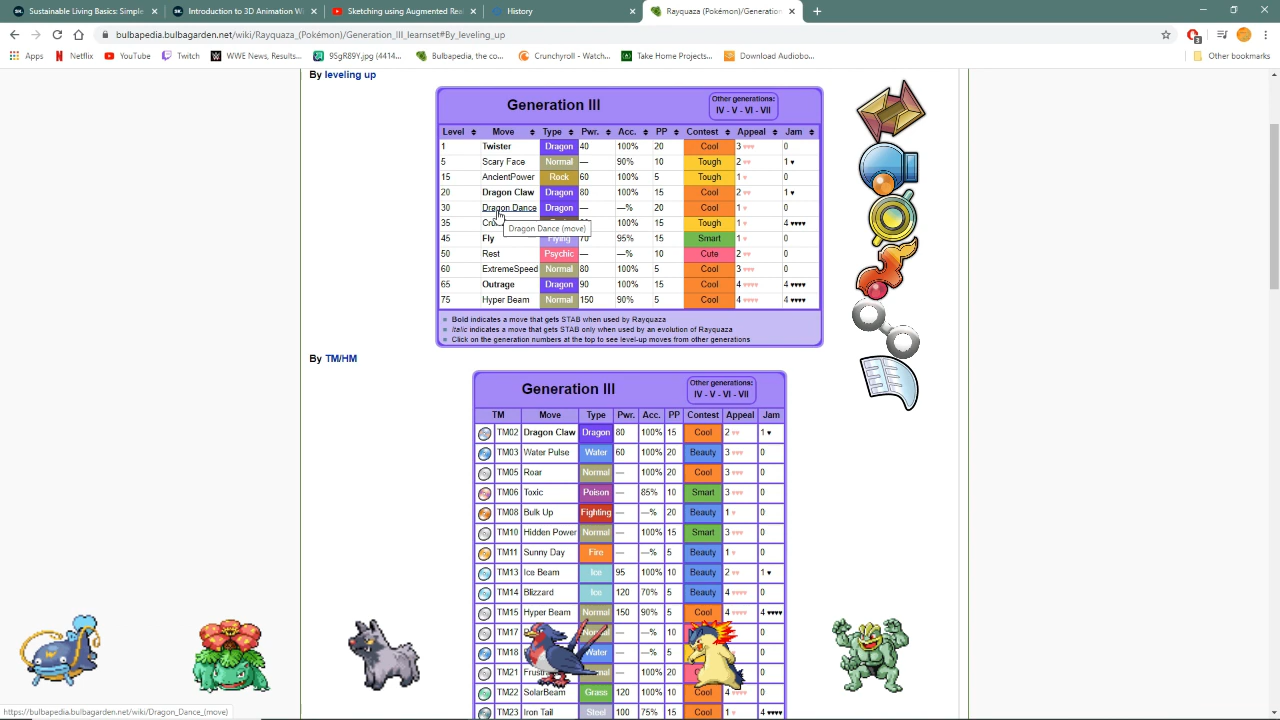 Sustainable Living Basics: Simple
Introduction to 3D Animation Wi
Sketching using Augmented Rea
History
Rayquaza (Pokémon)/Generation
bulbapedia.bulbagarden.net/wiki/Rayquaza_(Pokémon)/Generation_III_learnset#By_leveling_up
Apps Netflix YouTube Twitch WWE News, Results... 95gR89Y.jpg (4414... Bulbapedia, the co... Crunchyroll - Watch... Take Home Projects... Download Audiobo... Other bookmarks
By leveling up
Generation III
Other generations:
IV - V - VI - VII
Level Move Type Pwr. Acc. PP Contest Appeal Jam
1 Twister Dragon 40 100% 20 Cool 3 ♥♥♥ 0
5 Scary Face Normal — 90% 10 Tough 2 ♥♥ 1 ♥
15 AncientPower Rock 60 100% 5 Tough 1 ♥ 0
20 Dragon Claw Dragon 80 100% 15 Cool 2 ♥♥ 1 ♥
30 Dragon Dance Dragon — —% 20 Cool 1 ♥ 0
35 100% 15 Tough 1 ♥ 4 ♥♥♥♥
Dragon Dance (move)
45 Fly Flying 70 95% 15 Smart 1 ♥ 0
50 Rest Psychic — —% 10 Cute 2 ♥♥ 0
60 ExtremeSpeed Normal 80 100% 5 Cool 3 ♥♥♥ 0
65 Outrage Dragon 90 100% 15 Cool 4 ♥♥♥♥ 4 ♥♥♥♥
75 Hyper Beam Normal 150 90% 5 Cool 4 ♥♥♥♥ 4 ♥♥♥♥
Bold indicates a move that gets STAB when used by Rayquaza
Italic indicates a move that gets STAB only when used by an evolution of Rayquaza
Click on the generation numbers at the top to see level-up moves from other generations
By TM/HM
Generation III
Other generations:
IV - V - VI - VII
TM Move Type Pwr. Acc. PP Contest Appeal Jam
TM02 Dragon Claw Dragon 80 100% 15 Cool 2 ♥♥ 1 ♥
TM03 Water Pulse Water 60 100% 20 Beauty 3 ♥♥♥ 0
TM05 Roar Normal — 100% 20 Cool 3 ♥♥♥ 0
TM06 Toxic Poison — 85% 10 Smart 3 ♥♥♥ 0
TM08 Bulk Up Fighting — —% 20 Beauty 1 ♥ 0
TM10 Hidden Power Normal — 100% 15 Smart 3 ♥♥♥ 0
TM11 Sunny Day Fire — —% 5 Beauty 1 ♥ 0
TM13 Ice Beam Ice 95 100% 10 Beauty 2 ♥♥ 1 ♥
TM14 Blizzard Ice 120 70% 5 Beauty 4 ♥♥♥♥ 0
TM15 Hyper Beam Normal 150 90% 5 Cool 4 ♥♥♥♥ 4 ♥♥♥♥
TM17 — —% 10 0
TM18 Water — —% 5 0
TM21 — 100% 20 0
TM22 SolarBeam Grass 120 100% 10 Cool 4 ♥♥♥♥ 0
TM23 Iron Tail Steel 100 75% 15 Cool 1 ♥ 4 ♥♥♥♥
https://bulbapedia.bulbagarden.net/wiki/Dragon_Dance_(move)